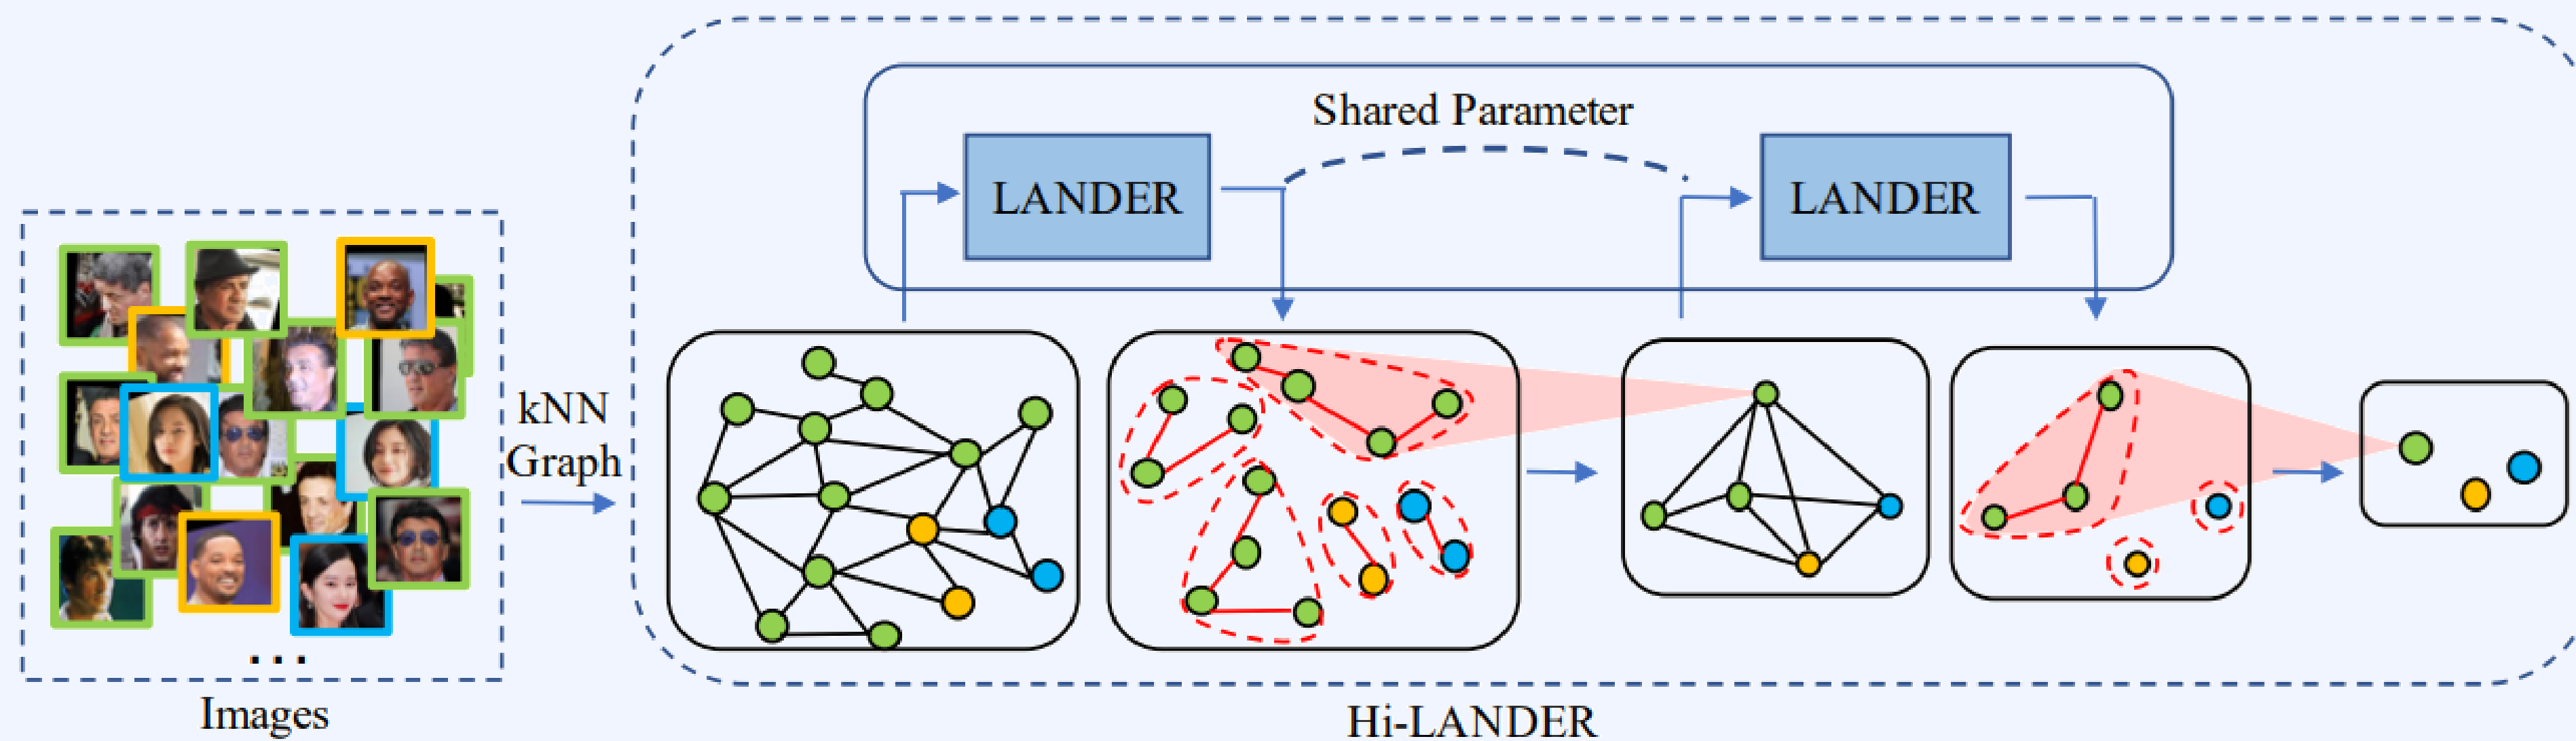 Shared Parameter
LANDER
LANDER
kNN
Graph
...
Images
Hi-LANDER